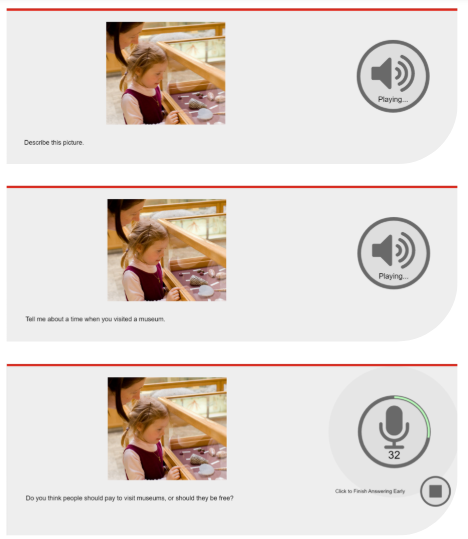 Playing...
Describe this picture.
Playing...
Tell me about a time when you visited a museum.
32
Click to Finish Answering Early
Do you think people should pay to visit museums, or should they be free?